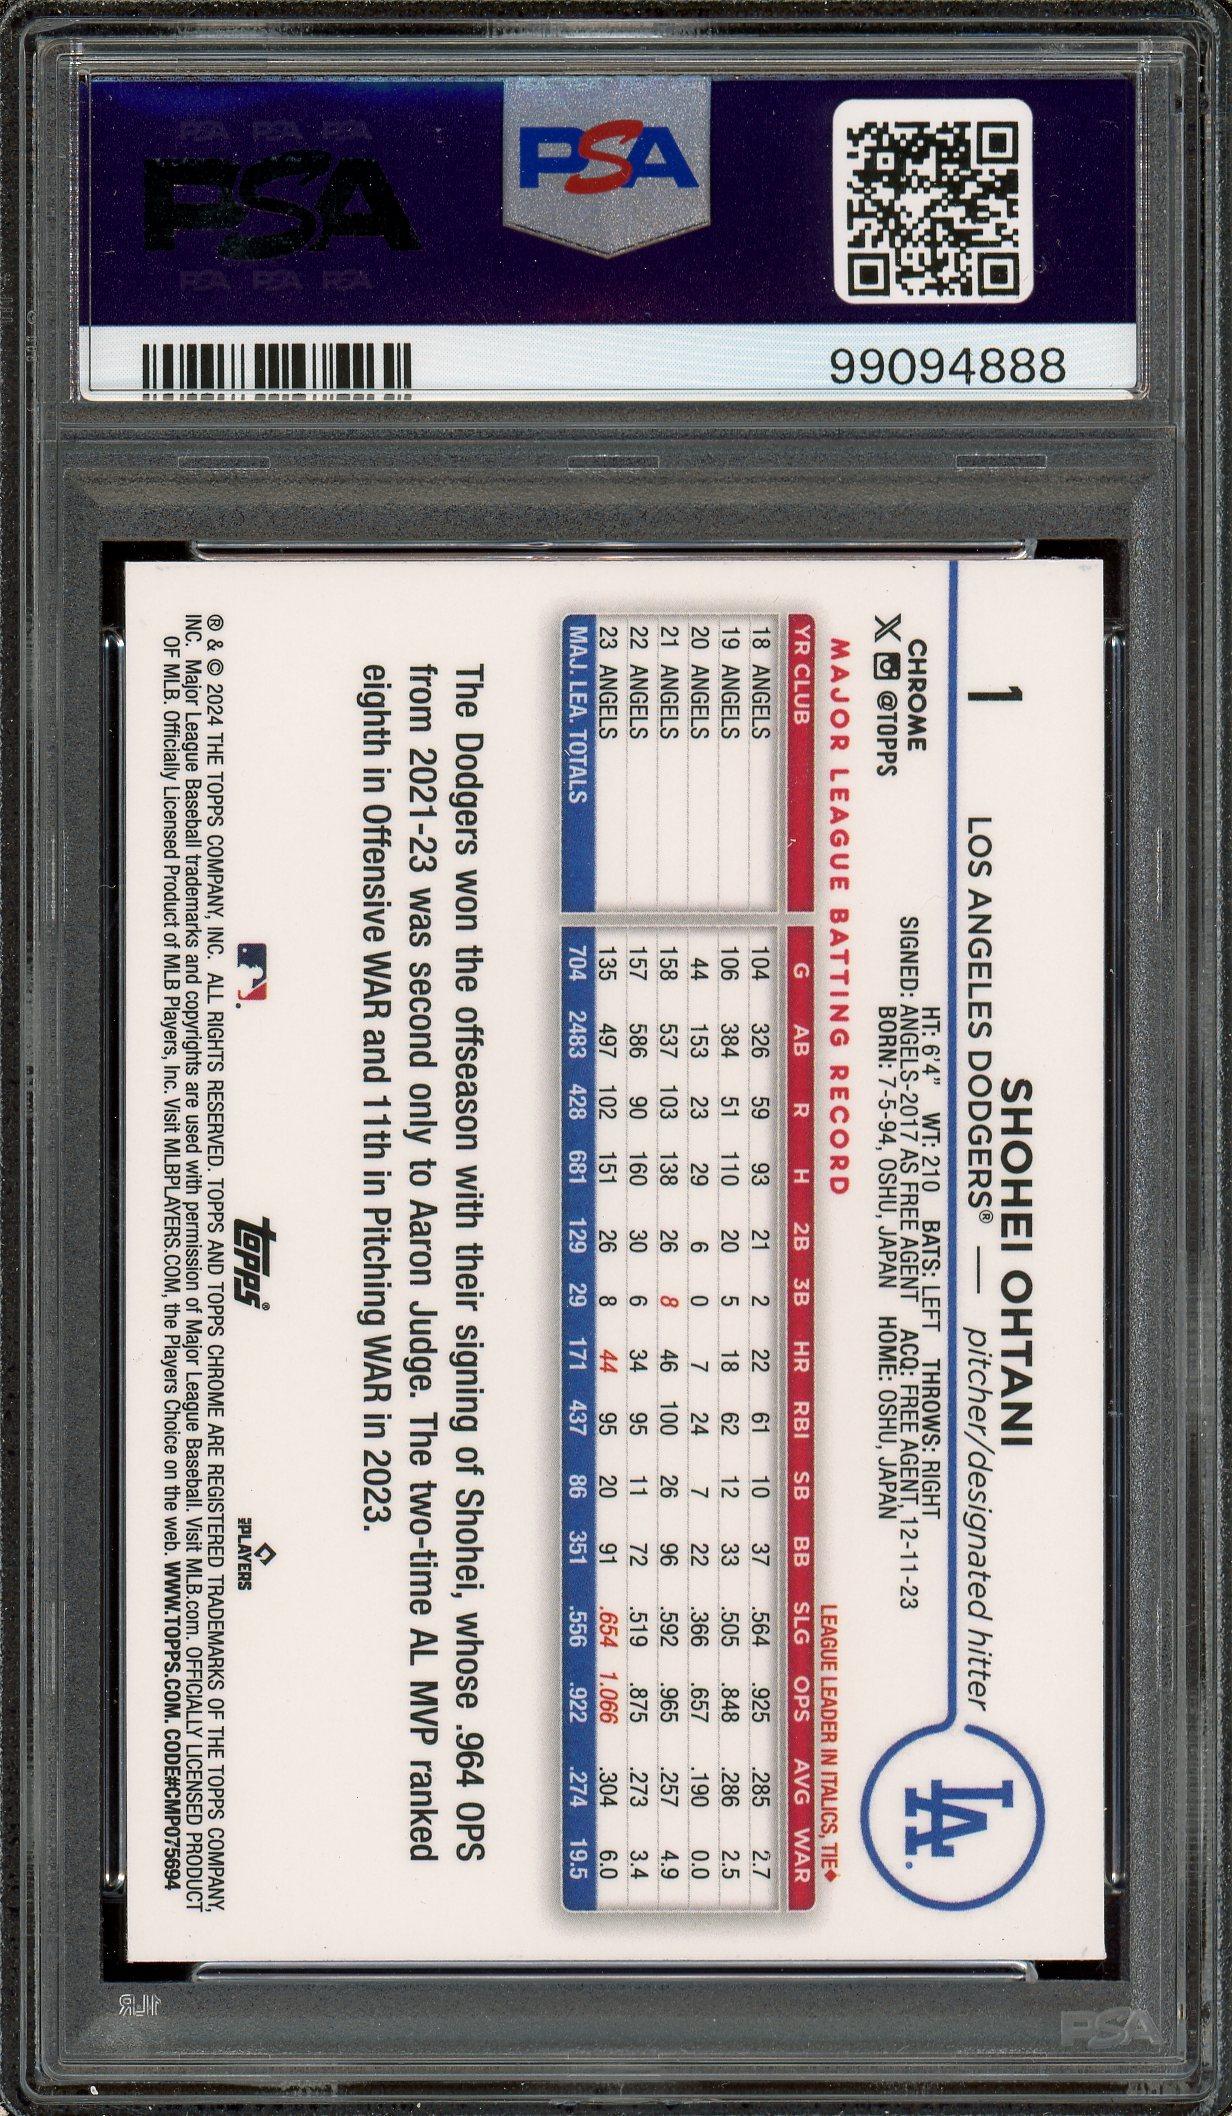 PSA PSA PSA
PSA
PSA PSA PSA
PSA
99094888
1
SHOHEI OHTANI
LOS ANGELES DODGERS® — pitcher/designated hitter
LA
CHROME
@TOPPS
HT: 6'4" WT: 210 BATS: LEFT THROWS: RIGHT
SIGNED: ANGELS-2017 AS FREE AGENT ACQ: FREE AGENT, 12-11-23
BORN: 7-5-94, OSHU, JAPAN HOME: OSHU, JAPAN
MAJOR LEAGUE BATTING RECORD
LEAGUE LEADER IN ITALICS, TIE♦
YR CLUB G AB R H 2B 3B HR RBI SB BB SLG OPS AVG WAR
18 ANGELS 104 326 59 93 21 2 22 61 10 37 .564 .925 .285 2.7
19 ANGELS 106 384 51 110 20 5 18 62 12 33 .505 .848 .286 2.5
20 ANGELS 44 153 23 29 6 0 7 24 7 22 .366 .657 .190 0.0
21 ANGELS 158 537 103 138 26 8 46 100 26 96 .592 .965 .257 4.9
22 ANGELS 157 586 90 160 30 6 34 95 11 72 .519 .875 .273 3.4
23 ANGELS 135 497 102 151 26 8 44 95 20 91 .654 1.066 .304 6.0
MAJ. LEA. TOTALS 704 2483 428 681 129 29 171 437 86 351 .556 .922 .274 19.5
The Dodgers won the offseason with their signing of Shohei, whose .964 OPS
from 2021-23 was second only to Aaron Judge. The two-time AL MVP ranked
eighth in Offensive WAR and 11th in Pitching WAR in 2023.
topps®
PLAYERS
® & © 2024 THE TOPPS COMPANY, INC. ALL RIGHTS RESERVED. TOPPS AND TOPPS CHROME ARE REGISTERED TRADEMARKS OF THE TOPPS COMPANY,
INC. Major League Baseball trademarks and copyrights are used with permission of Major League Baseball. Visit MLB.com. OFFICIALLY LICENSED PRODUCT
OF MLB. Officially Licensed Product of MLB Players, Inc. Visit MLBPLAYERS.COM, the Players Choice on the web. WWW.TOPPS.COM. CODE#CMP075694
PSA